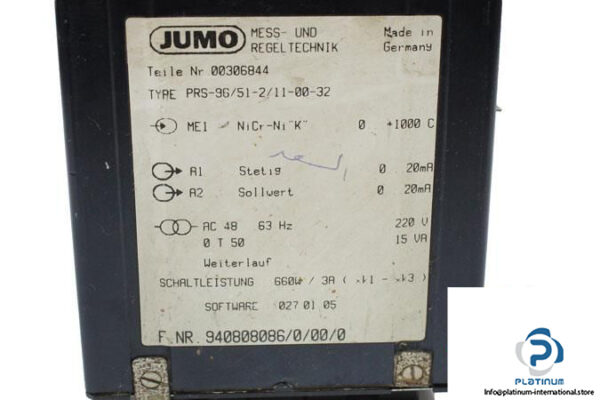 JUMO MESS- UND REGELTECHNIK Made in Germany
Teile Nr 00306844
TYPE PRS-96/51-2/11-00-32
ME1 NiCr-Ni"K" 0 +1000 C
A1 Stetig 0 20mA
A2 Sollwert 0 20mA
AC 48 63 Hz 220 V
0 T 50 15 VA
Weiterlauf
SCHALTLEISTUNG 660W / 3A ( K1 - K3 )
SOFTWARE 027 01 05
F.NR. 940808086/0/00/0
PLATINUM
INTERNATIONAL
Info@platinum-international.store